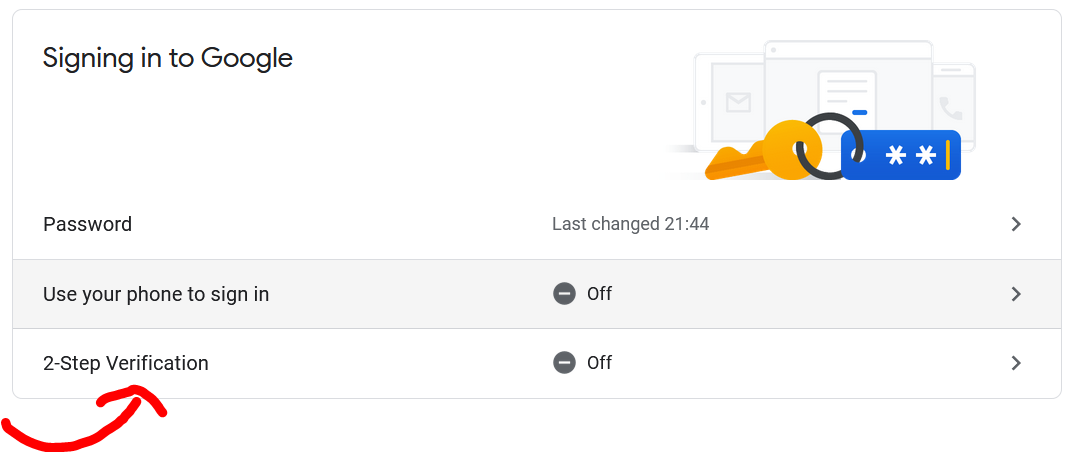 Signing in to Google
**
Password Last changed 21:44
Use your phone to sign in Off
2-Step Verification Off